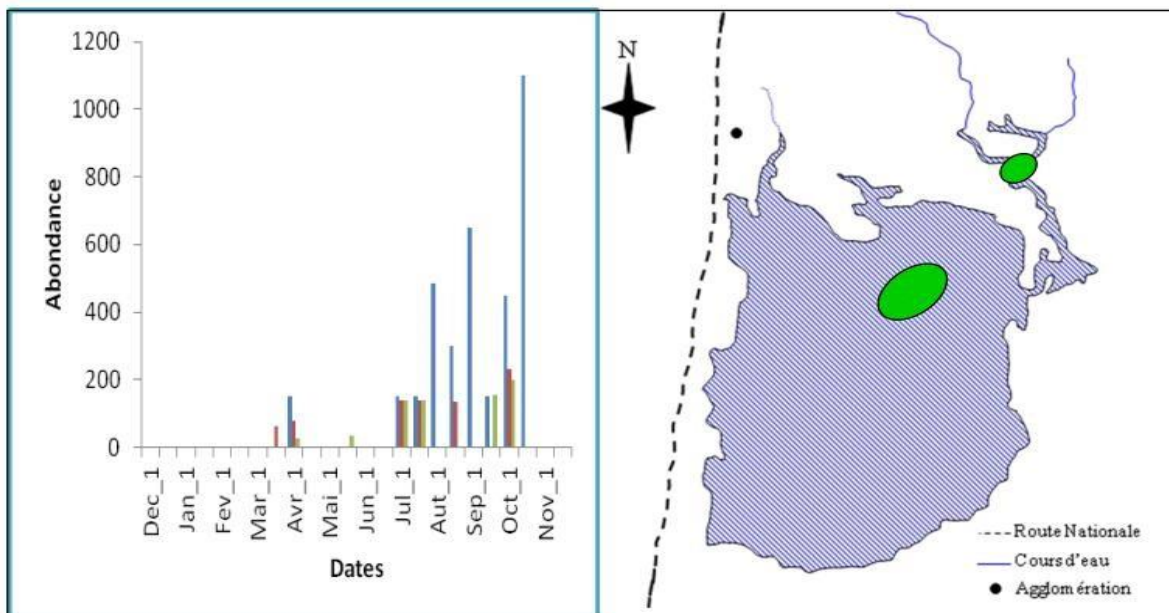 1200
1000
800
600
400
200
0
Abondance
Dec_1
Jan_1
Fev_1
Mar_1
Avr_1
Mai_1
Jun_1
Jul_1
Aut_1
Sep_1
Oct_1
Nov_1
Dates
N
Route Nationale
Cours d'eau
Agglomération